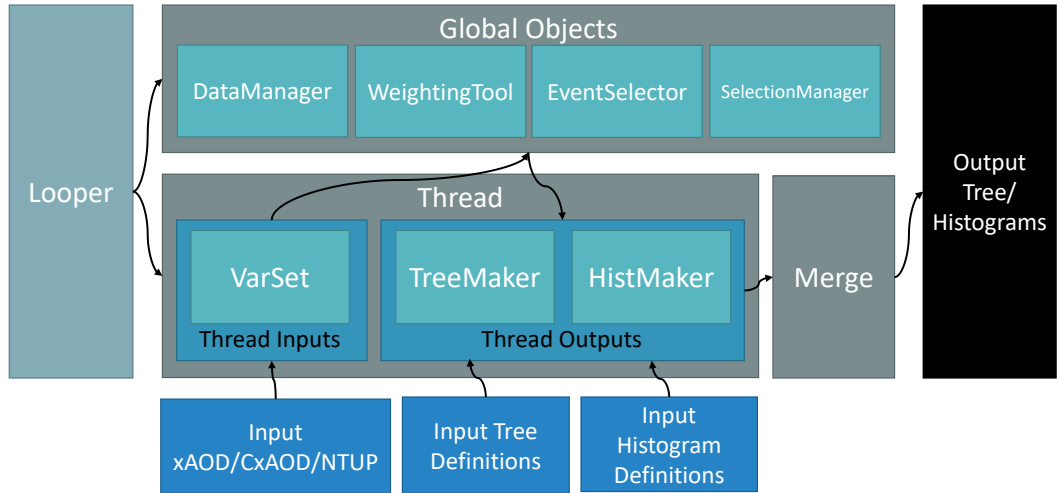 Global Objects
DataManager
WeightingTool
EventSelector
SelectionManager
Looper
Thread
VarSet
Thread Inputs
TreeMaker
HistMaker
Thread Outputs
Merge
Output
Tree/
Histograms
Input
xAOD/CxAOD/NTUP
Input Tree
Definitions
Input
Histogram
Definitions